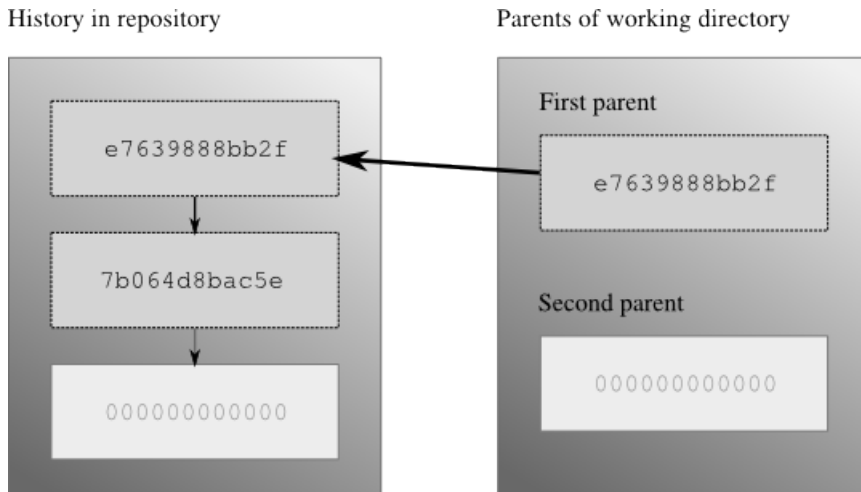 History in repository
e7639888bb2f
7b064d8bac5e
000000000000
Parents of working directory
First parent
e7639888bb2f
Second parent
000000000000